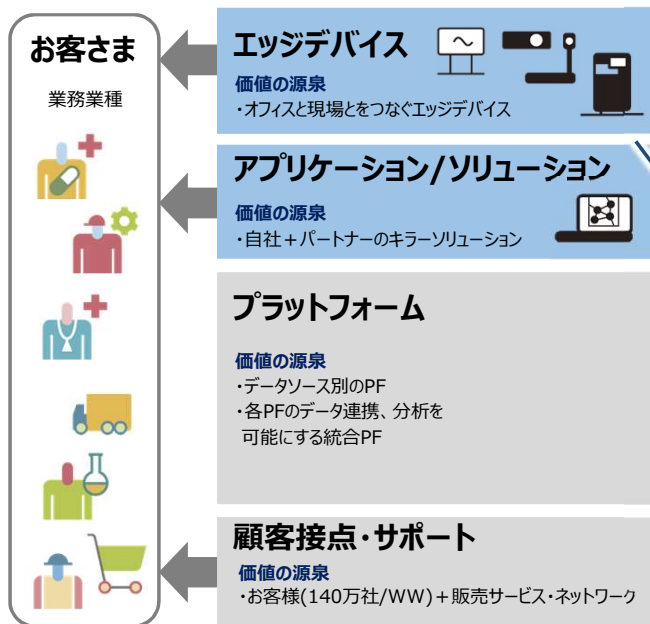 お客さま
業務業種
エッジデバイス
価値の源泉
・オフィスと現場とをつなぐエッジデバイス
アプリケーション/ソリューション
価値の源泉
・自社+パートナーのキラーソリューション
プラットフォーム
価値の源泉
・データソース別のPF
・各PFのデータ連携、分析を
可能にする統合PF
顧客接点・サポート
価値の源泉
・お客様(140万社/WW)+販売サービス・ネットワーク